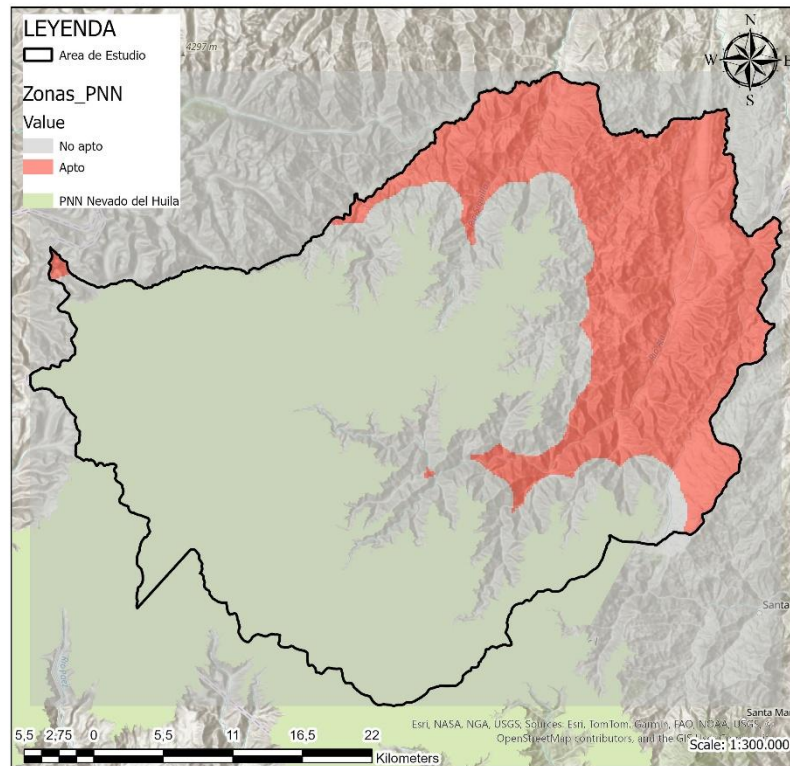 LEYENDA
Area de Estudio
Zonas_PNN
Value
No apto
Apto
PNN Nevado del Huila
4297 m
N
W
E
S
Santa
Santa Ma
5,5 2,75 0 5,5 11 16,5 22
Kilometers
Esri, NASA, NGA, USGS, Sources: Esri, TomTom, Garmin, FAO, NOAA, USGS, ©
OpenStreetMap contributors, and the GIS
Scale: 1:300.000